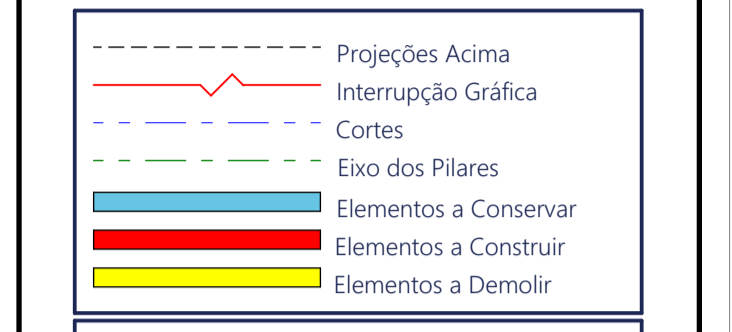 Projeções Acima
Interrupção Gráfica
Cortes
Eixo dos Pilares
Elementos a Conservar
Elementos a Construir
Elementos a Demolir